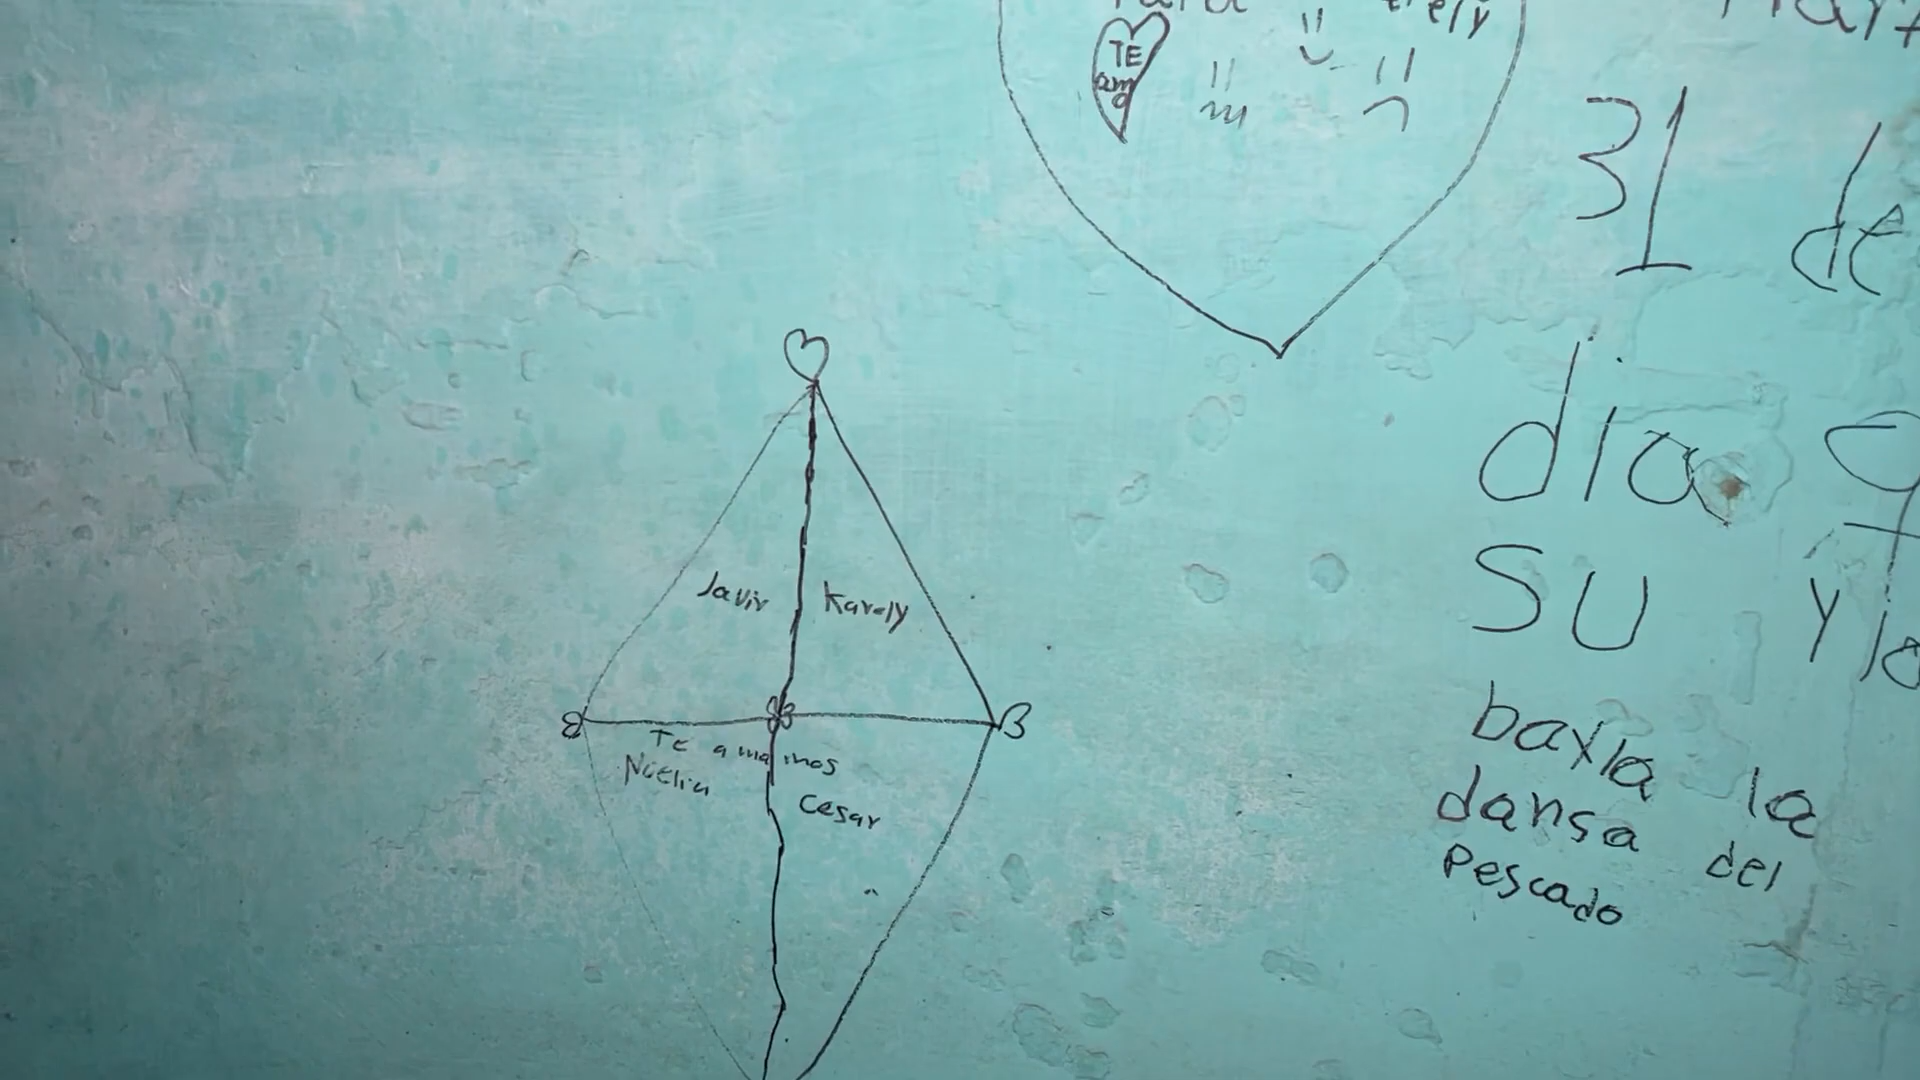 TE
amo
31 de
dia
SU
baxla la
dansa del
Pescado
Javir Karely
TE amamos
Noelia Cesar